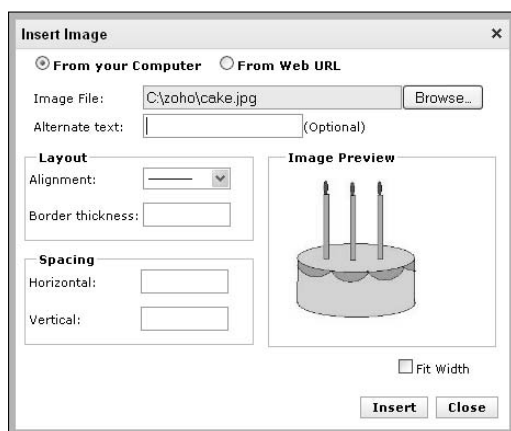 Insert Image ×
From your Computer From Web URL
Image File: C:\zoho\cake.jpg Browse...
Alternate text: (Optional)
Layout
Alignment:
Border thickness:
Spacing
Horizontal:
Vertical:
Image Preview
Fit Width
Insert Close